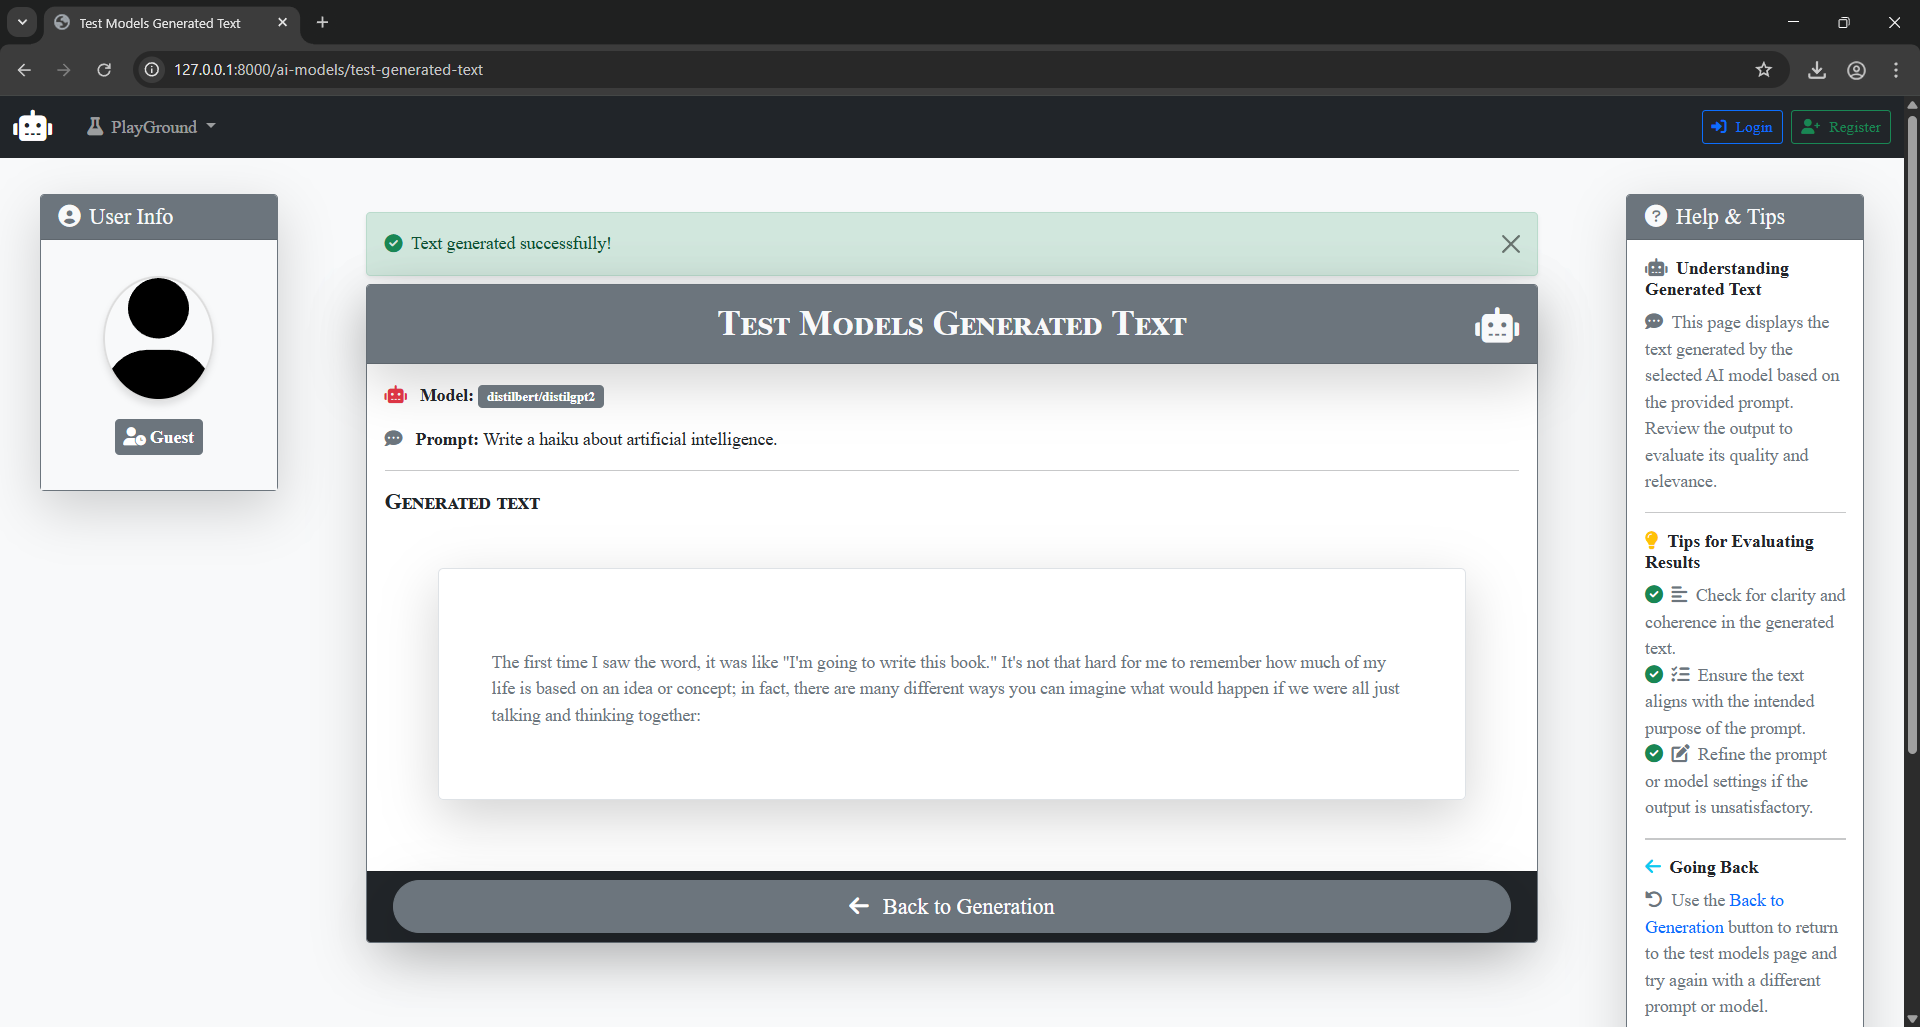 Test Models Generated Text
127.0.0.1:8000/ai-models/test-generated-text
PlayGround
Login
Register
User Info
Guest
Text generated successfully!
Test Models Generated Text
Model: distilbert/distilgpt2
Prompt: Write a haiku about artificial intelligence.
Generated text
The first time I saw the word, it was like "I'm going to write this book." It's not that hard for me to remember how much of my
life is based on an idea or concept; in fact, there are many different ways you can imagine what would happen if we were all just
talking and thinking together:
Back to Generation
Help & Tips
Understanding
Generated Text
This page displays the
text generated by the
selected AI model based on
the provided prompt.
Review the output to
evaluate its quality and
relevance.
Tips for Evaluating
Results
Check for clarity and
coherence in the generated
text.
Ensure the text
aligns with the intended
purpose of the prompt.
Refine the prompt
or model settings if the
output is unsatisfactory.
Going Back
Use the Back to
Generation button to return
to the test models page and
try again with a different
prompt or model.